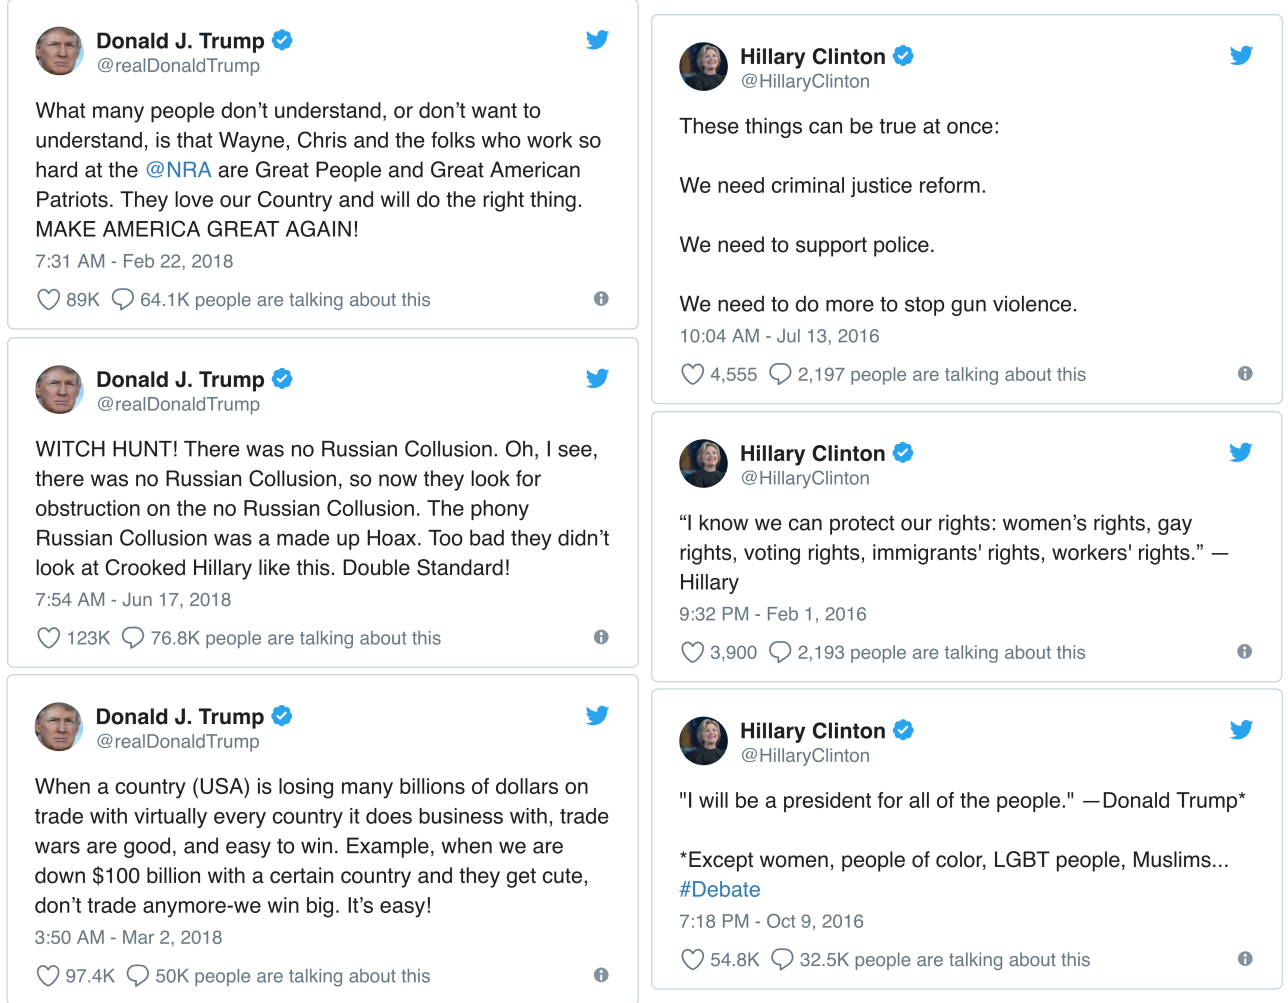 Donald J. Trump
@realDonaldTrump
What many people don’t understand, or don’t want to
understand, is that Wayne, Chris and the folks who work so
hard at the @NRA are Great People and Great American
Patriots. They love our Country and will do the right thing.
MAKE AMERICA GREAT AGAIN!
7:31 AM - Feb 22, 2018
89K 64.1K people are talking about this
Donald J. Trump
@realDonaldTrump
WITCH HUNT! There was no Russian Collusion. Oh, I see,
there was no Russian Collusion, so now they look for
obstruction on the no Russian Collusion. The phony
Russian Collusion was a made up Hoax. Too bad they didn’t
look at Crooked Hillary like this. Double Standard!
7:54 AM - Jun 17, 2018
123K 76.8K people are talking about this
Donald J. Trump
@realDonaldTrump
When a country (USA) is losing many billions of dollars on
trade with virtually every country it does business with, trade
wars are good, and easy to win. Example, when we are
down $100 billion with a certain country and they get cute,
don’t trade anymore-we win big. It’s easy!
3:50 AM - Mar 2, 2018
97.4K 50K people are talking about this
Hillary Clinton
@HillaryClinton
These things can be true at once:
We need criminal justice reform.
We need to support police.
We need to do more to stop gun violence.
10:04 AM - Jul 13, 2016
4,555 2,197 people are talking about this
Hillary Clinton
@HillaryClinton
“I know we can protect our rights: women’s rights, gay
rights, voting rights, immigrants' rights, workers' rights.” —
Hillary
9:32 PM - Feb 1, 2016
3,900 2,193 people are talking about this
Hillary Clinton
@HillaryClinton
"I will be a president for all of the people." —Donald Trump*
*Except women, people of color, LGBT people, Muslims...
#Debate
7:18 PM - Oct 9, 2016
54.8K 32.5K people are talking about this